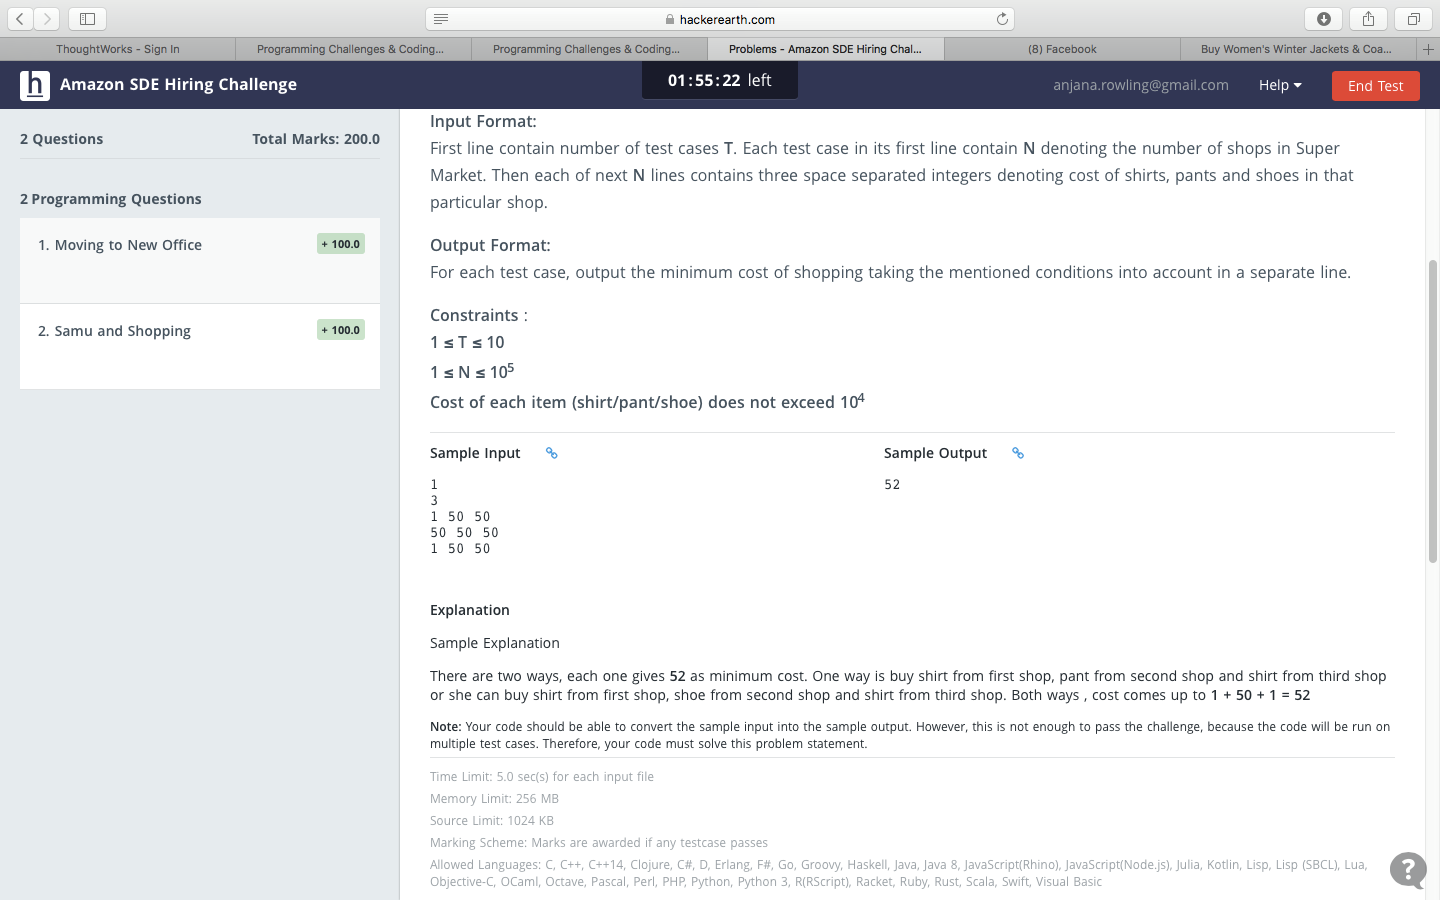 hackerearth.com
ThoughtWorks - Sign In
Programming Challenges & Coding...
Programming Challenges & Coding...
Problems - Amazon SDE Hiring Chal...
(8) Facebook
Buy Women's Winter Jackets & Coa...
h
Amazon SDE Hiring Challenge
01:55:22 left
anjana.rowling@gmail.com
Help
End Test
2 Questions
Total Marks: 200.0
2 Programming Questions
1. Moving to New Office
+ 100.0
2. Samu and Shopping
+ 100.0
Input Format:
First line contain number of test cases T. Each test case in its first line contain N denoting the number of shops in Super
Market. Then each of next N lines contains three space separated integers denoting cost of shirts, pants and shoes in that
particular shop.
Output Format:
For each test case, output the minimum cost of shopping taking the mentioned conditions into account in a separate line.
Constraints :
1 ≤ T ≤ 10
1 ≤ N ≤ 10⁵
Cost of each item (shirt/pant/shoe) does not exceed 10⁴
Sample Input
1
3
1 50 50
50 50 50
1 50 50
Sample Output
52
Explanation
Sample Explanation
There are two ways, each one gives 52 as minimum cost. One way is buy shirt from first shop, pant from second shop and shirt from third shop
or she can buy shirt from first shop, shoe from second shop and shirt from third shop. Both ways , cost comes up to 1 + 50 + 1 = 52
Note: Your code should be able to convert the sample input into the sample output. However, this is not enough to pass the challenge, because the code will be run on
multiple test cases. Therefore, your code must solve this problem statement.
Time Limit: 5.0 sec(s) for each input file
Memory Limit: 256 MB
Source Limit: 1024 KB
Marking Scheme: Marks are awarded if any testcase passes
Allowed Languages: C, C++, C++14, Clojure, C#, D, Erlang, F#, Go, Groovy, Haskell, Java, Java 8, JavaScript(Rhino), JavaScript(Node.js), Julia, Kotlin, Lisp, Lisp (SBCL), Lua,
Objective-C, OCaml, Octave, Pascal, Perl, PHP, Python, Python 3, R(RScript), Racket, Ruby, Rust, Scala, Swift, Visual Basic
?